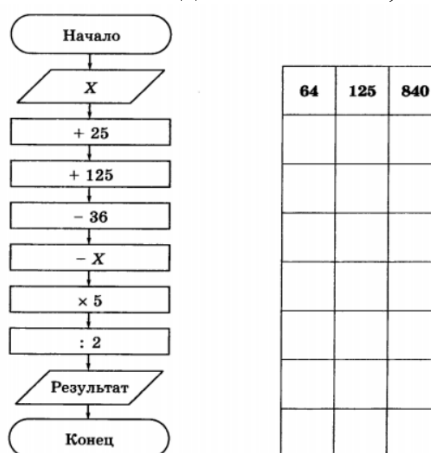 Начало
X
+ 25
+ 125
− 36
− X
× 5
: 2
Результат
Конец
64 125 840